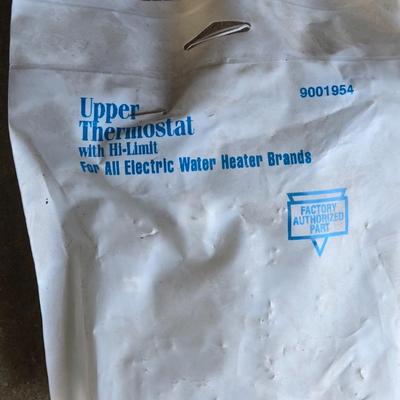 9001954
Upper
Thermostat
with Hi-Limit
For All Electric Water Heater Brands
FACTORY
AUTHORIZED
PART